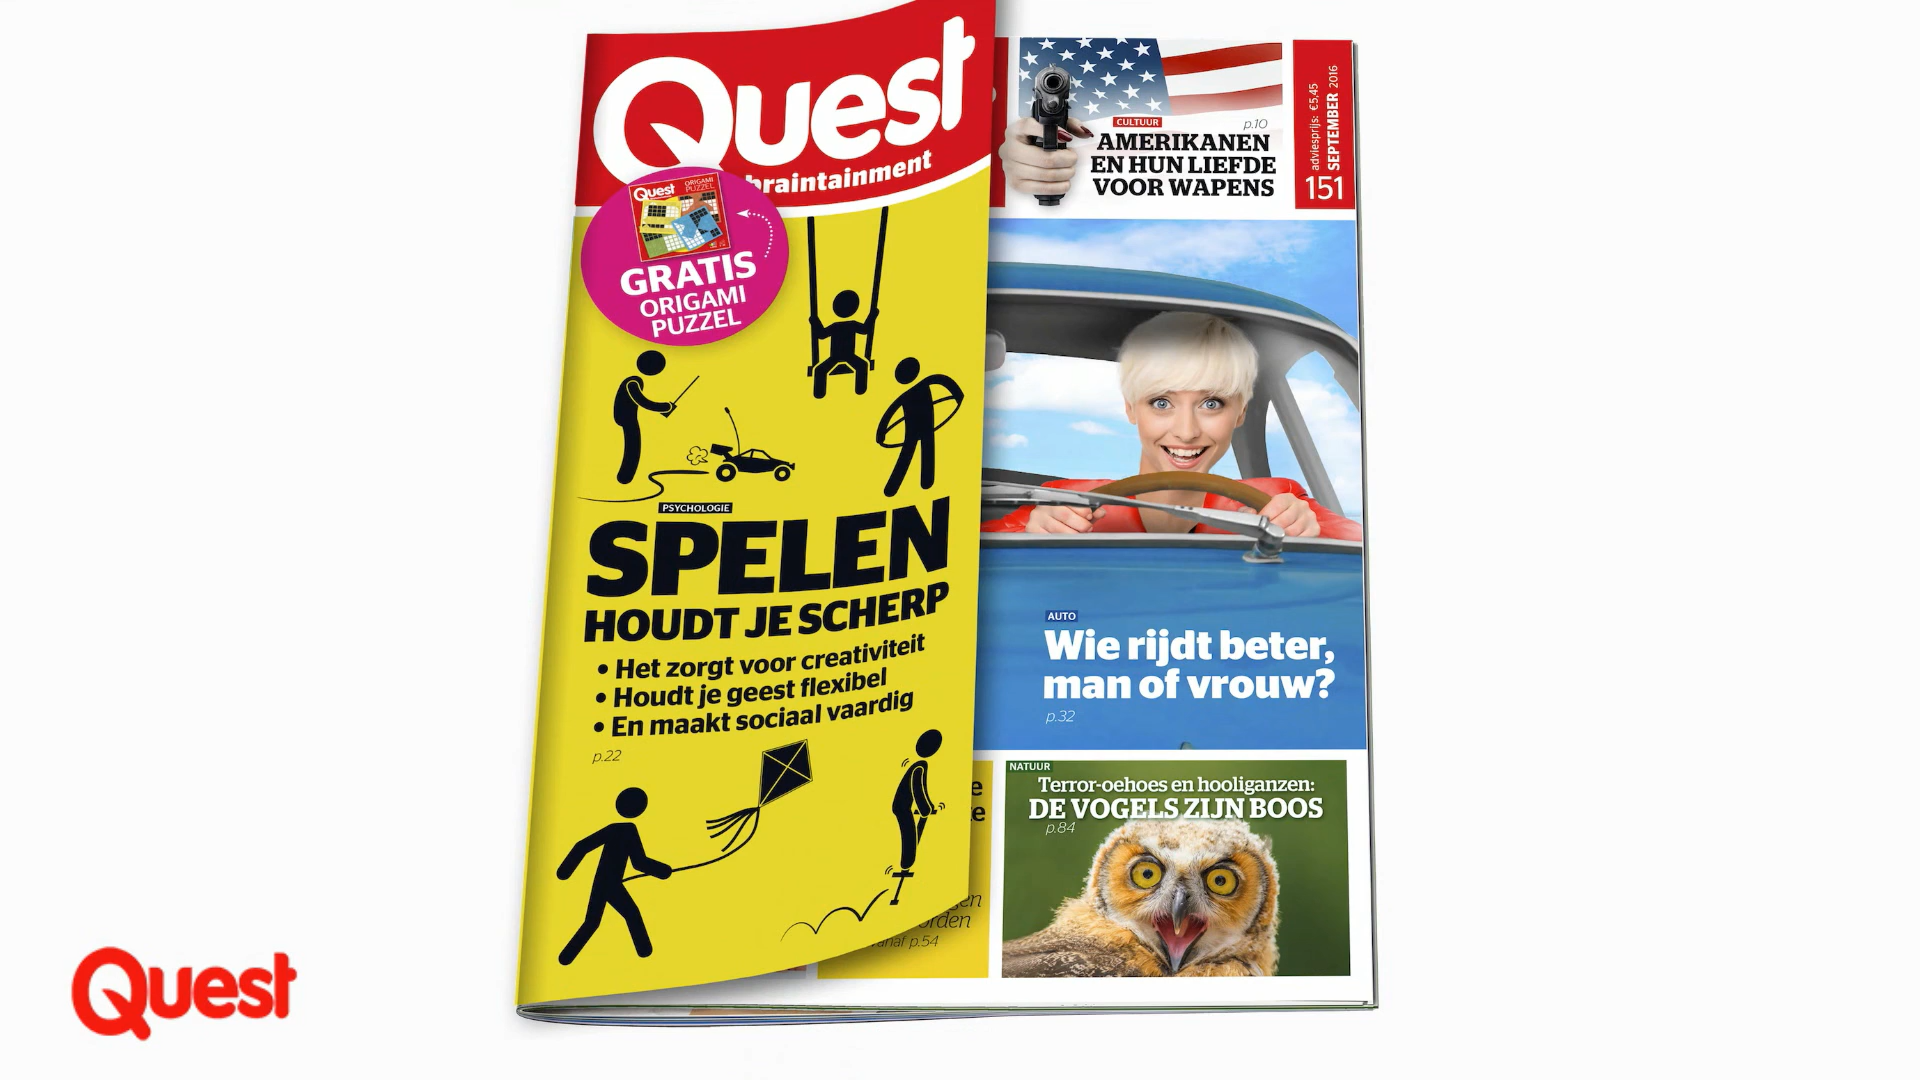 Quest
braintainment
Quest
ORIGAMI
PUZZEL
GRATIS
ORIGAMI
PUZZEL
PSYCHOLOGIE
SPELEN
HOUDT JE SCHERP
• Het zorgt voor creativiteit
• Houdt je geest flexibel
• En maakt sociaal vaardig
p.22
CULTUUR
p.10
AMERIKANEN
EN HUN LIEFDE
VOOR WAPENS
adviesprijs: €5,45
SEPTEMBER 2016
151
AUTO
Wie rijdt beter,
man of vrouw?
p.32
vanaf p.54
NATUUR
Terror-oehoes en hooliganzen:
DE VOGELS ZIJN BOOS
p.84
Quest